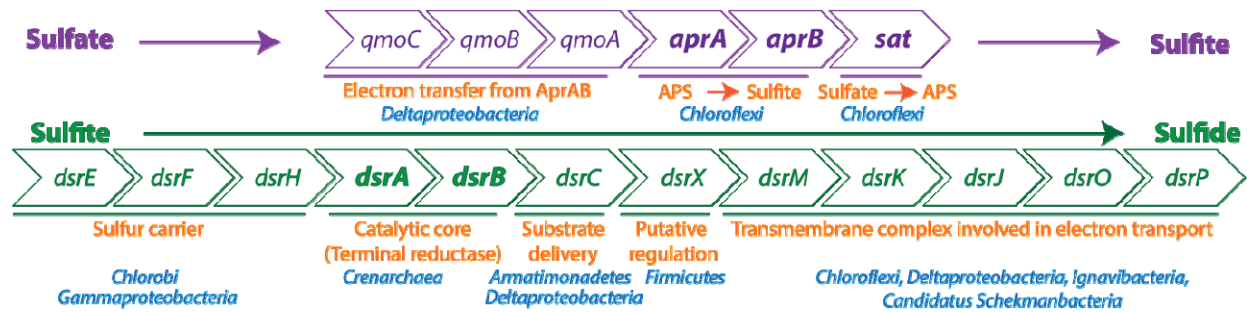 Sulfate qmoC qmoB qmoA aprA aprB sat Sulfite
Electron transfer from AprAB APS Sulfite Sulfate APS
Deltaproteobacteria Chloroflexi Chloroflexi
Sulfite Sulfide
dsrE dsrF dsrH dsrA dsrB dsrC dsrX dsrM dsrK dsrJ dsrO dsrP
Sulfur carrier Catalytic core Substrate Putative Transmembrane complex involved in electron transport
(Terminal reductase) delivery regulation
Chlorobi Crenarchaea Armatimonadetes Firmicutes Chloroflexi, Deltaproteobacteria, Ignavibacteria,
Gammaproteobacteria Deltaproteobacteria Candidatus Schekmanbacteria